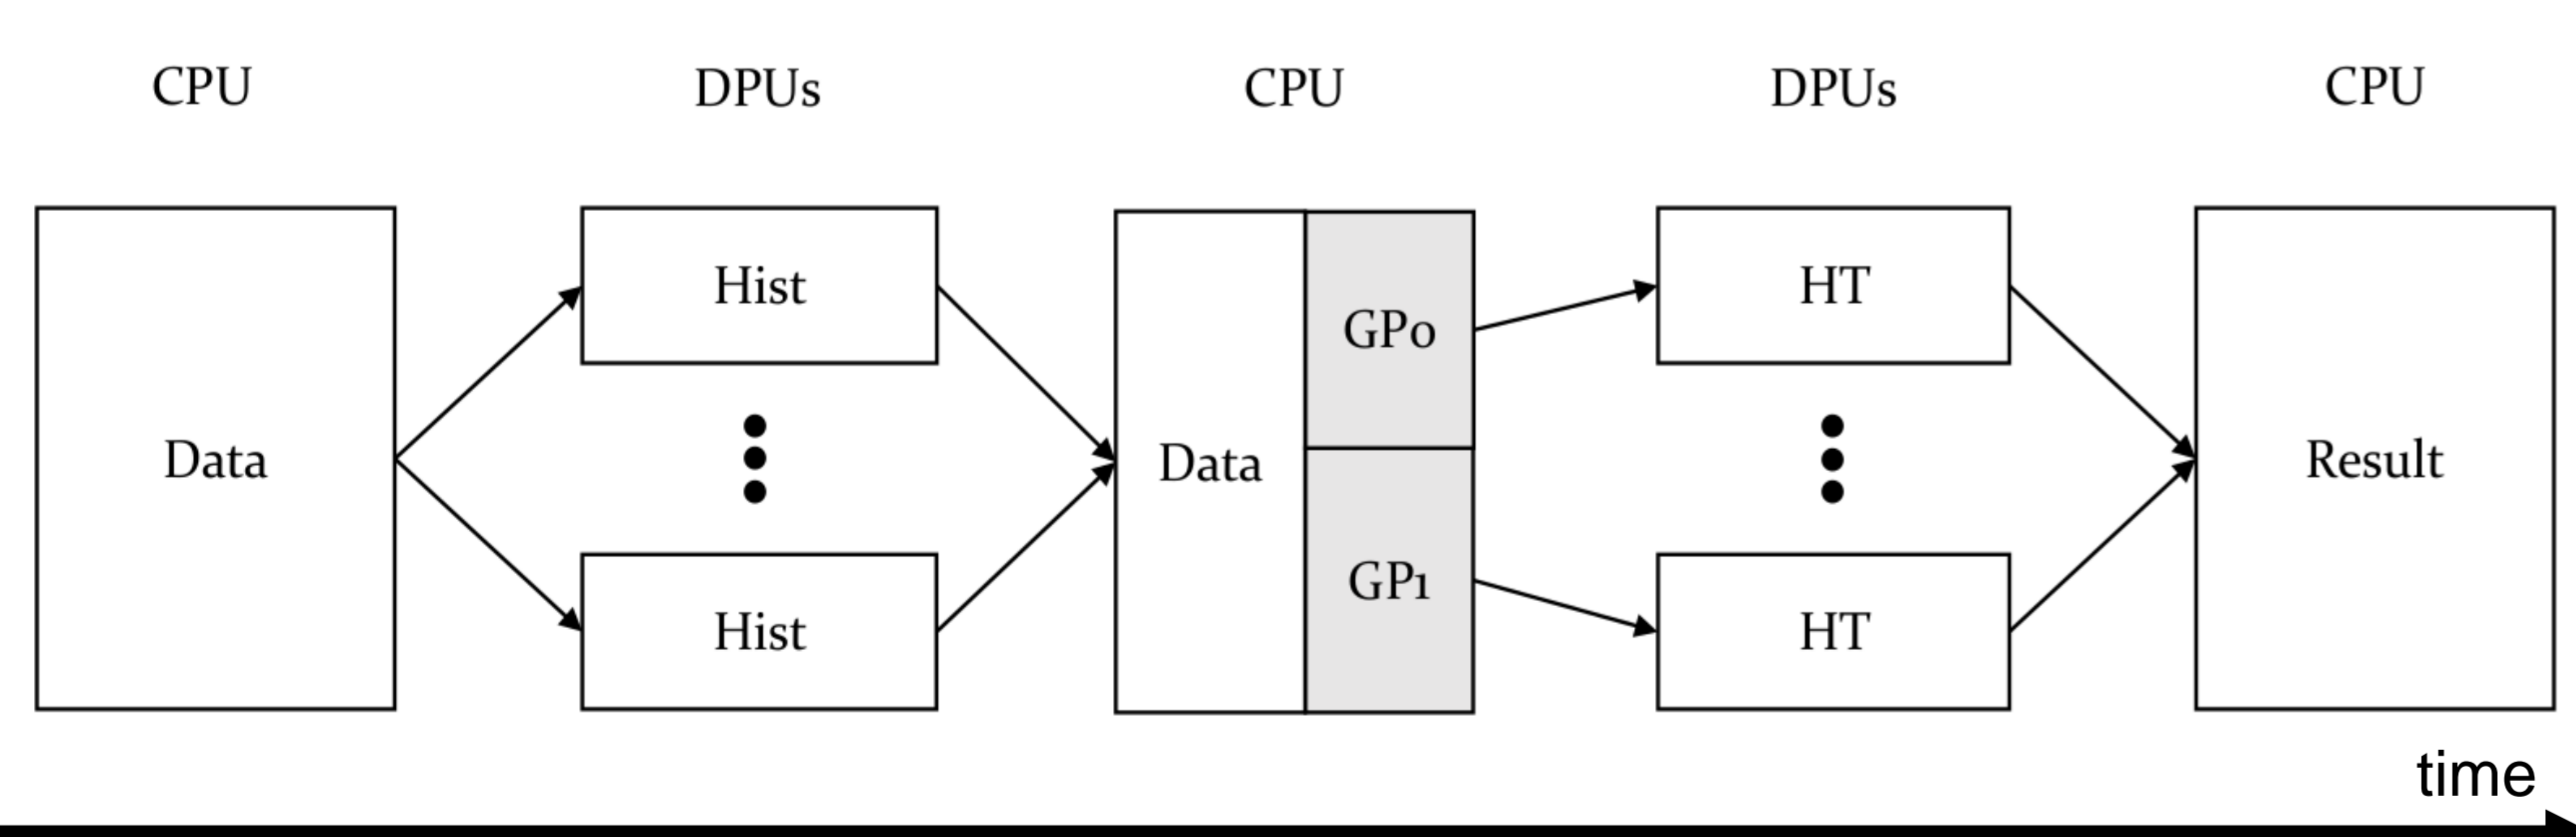 CPU DPUs CPU DPUs CPU
Data
Hist
Hist
Data
GP0
GP1
HT
HT
Result
time